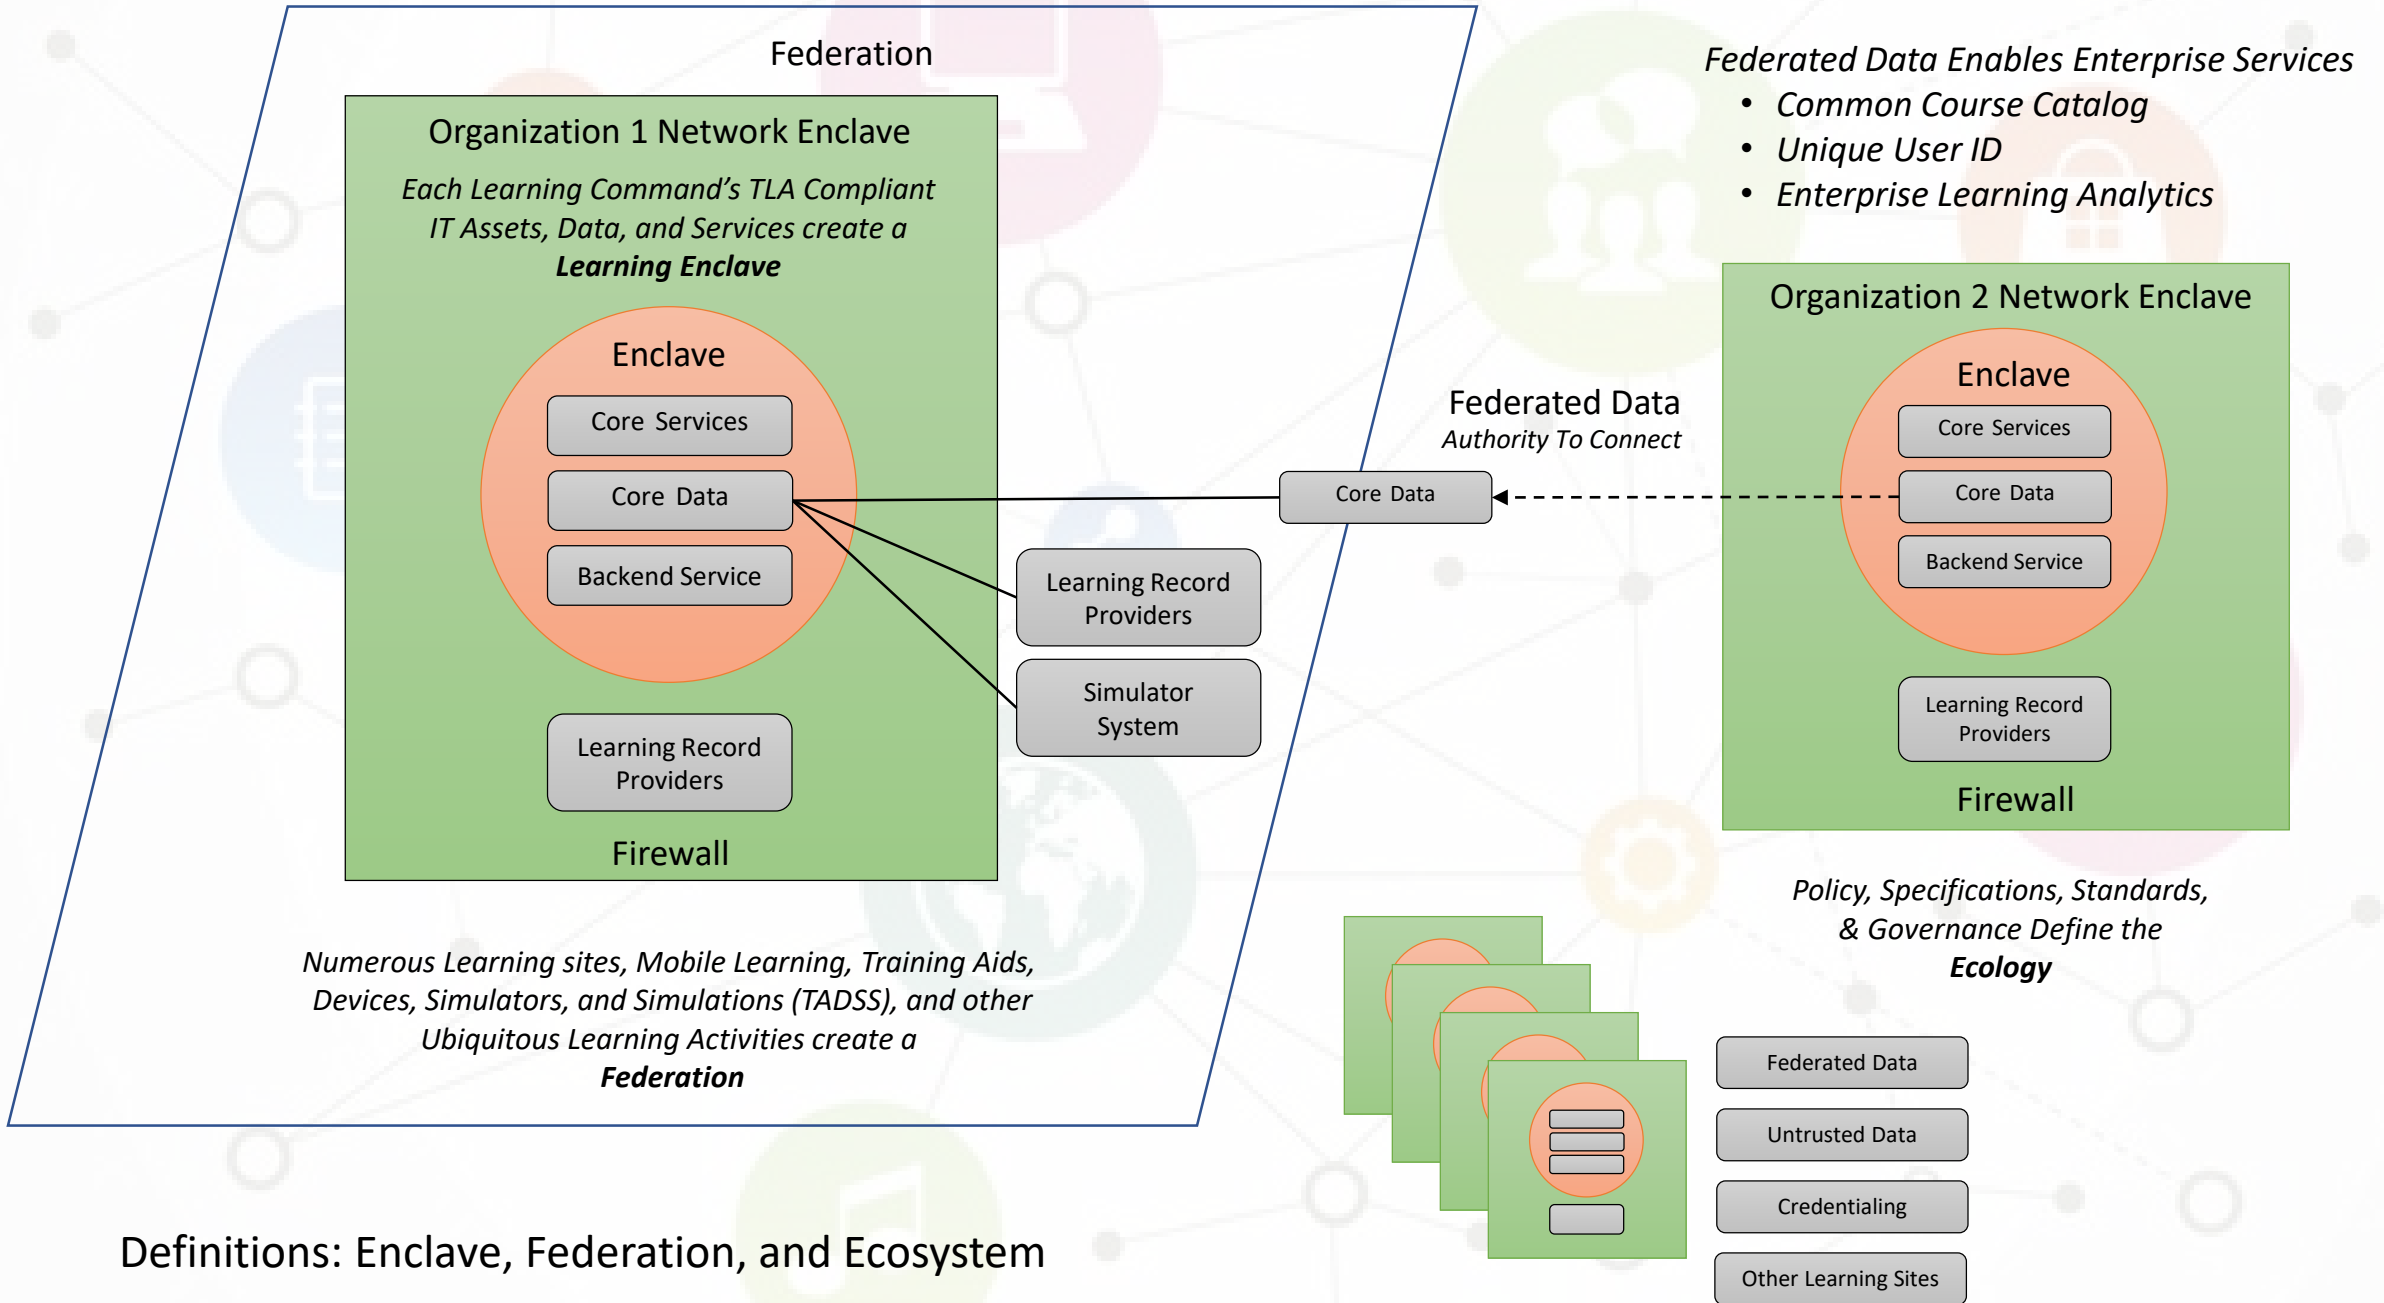 Federation
Organization 1 Network Enclave
Each Learning Command’s TLA Compliant
IT Assets, Data, and Services create a
Learning Enclave
Enclave
Core Services
Core Data
Backend Service
Learning Record
Providers
Firewall
Learning Record
Providers
Simulator
System
Numerous Learning sites, Mobile Learning, Training Aids,
Devices, Simulators, and Simulations (TADSS), and other
Ubiquitous Learning Activities create a
Federation
Federated Data
Authority To Connect
Core Data
Federated Data Enables Enterprise Services
• Common Course Catalog
• Unique User ID
• Enterprise Learning Analytics
Organization 2 Network Enclave
Enclave
Core Services
Core Data
Backend Service
Learning Record
Providers
Firewall
Policy, Specifications, Standards,
& Governance Define the
Ecology
Federated Data
Untrusted Data
Credentialing
Other Learning Sites
Definitions: Enclave, Federation, and Ecosystem